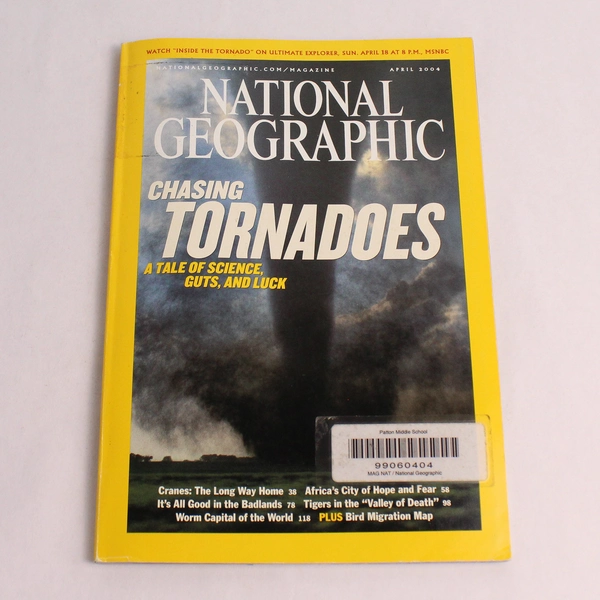 WATCH "INSIDE THE TORNADO" ON ULTIMATE EXPLORER, SUN. APRIL 18 AT 8 P.M., MSNBC
NATIONALGEOGRAPHIC.COM/MAGAZINE APRIL 2004
NATIONAL
GEOGRAPHIC
CHASING
TORNADOES
A TALE OF SCIENCE,
GUTS, AND LUCK
Patton Middle School
99060404
MAG NAT / National Geographic
Cranes: The Long Way Home 38 Africa's City of Hope and Fear 58
It's All Good in the Badlands 78 Tigers in the "Valley of Death" 98
Worm Capital of the World 118 PLUS Bird Migration Map